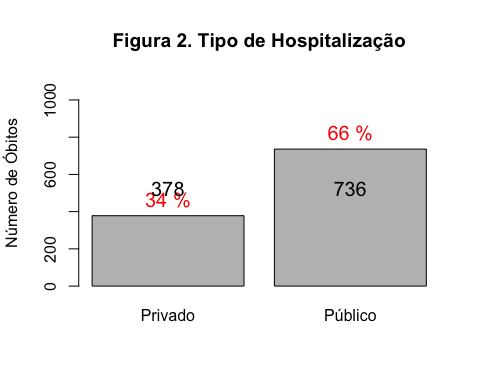 Figura 2. Tipo de Hospitalização
Número de Óbitos
1000
600
200
0
66 %
378
34 %
736
Privado
Público